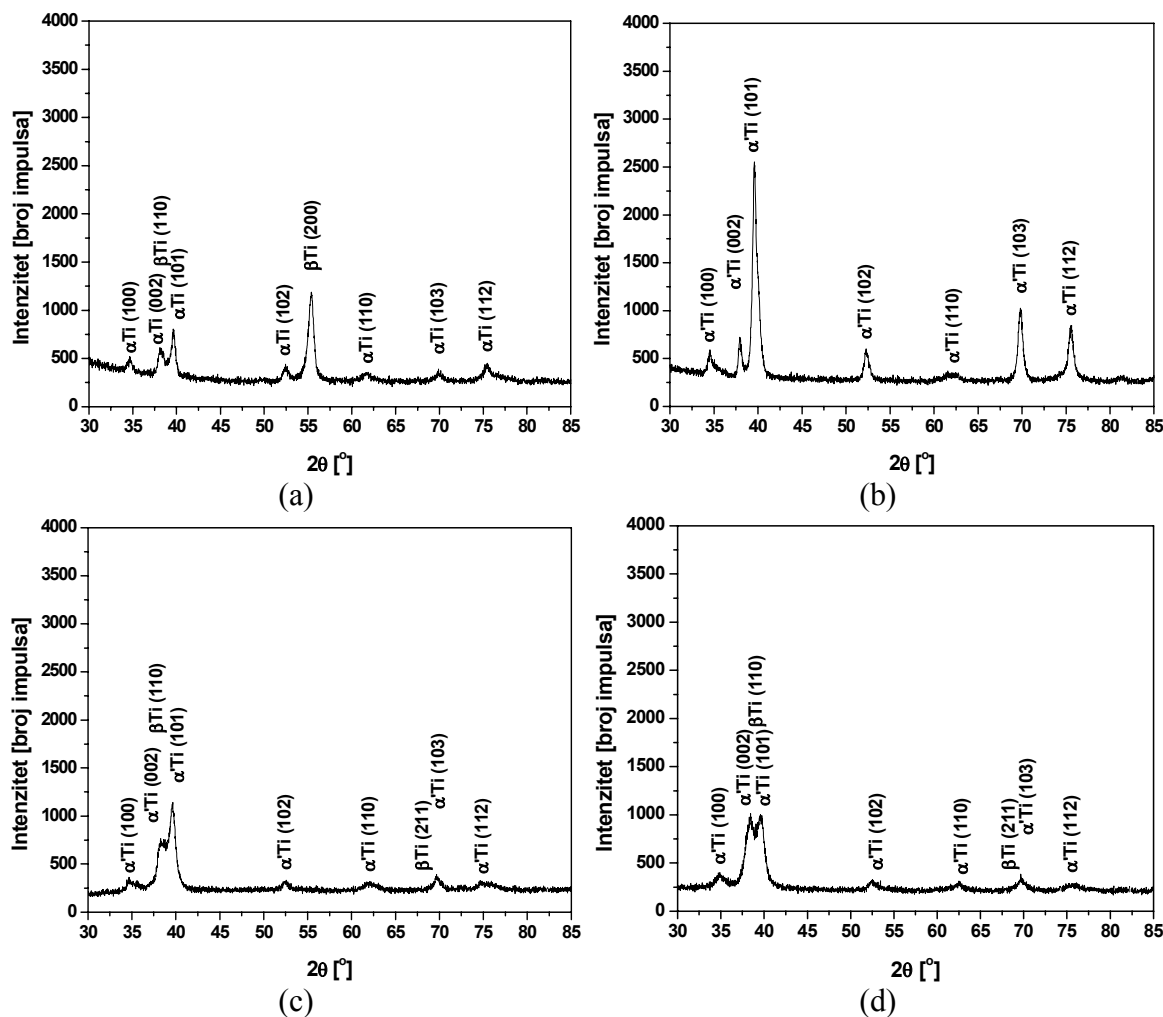 Intenzitet [broj impulsa]
4000
3500
3000
2500
2000
1500
1000
500
0
αTi (100)
αTi (002)
βTi (110)
αTi (101)
αTi (102)
βTi (200)
αTi (110)
αTi (103)
αTi (112)
30 35 40 45 50 55 60 65 70 75 80 85
2θ [°]
(a)
Intenzitet [broj impulsa]
4000
3500
3000
2500
2000
1500
1000
500
0
α'Ti (100)
α'Ti (002)
α'Ti (101)
α'Ti (102)
α'Ti (110)
α'Ti (103)
α'Ti (112)
30 35 40 45 50 55 60 65 70 75 80 85
2θ [°]
(b)
Intenzitet [broj impulsa]
4000
3500
3000
2500
2000
1500
1000
500
0
α'Ti (100)
α'Ti (002)
βTi (110)
α'Ti (101)
α'Ti (102)
α'Ti (110)
βTi (211)
α'Ti (103)
α'Ti (112)
30 35 40 45 50 55 60 65 70 75 80 85
2θ [°]
(c)
Intenzitet [broj impulsa]
4000
3500
3000
2500
2000
1500
1000
500
0
α'Ti (100)
α'Ti (002)
βTi (110)
α'Ti (101)
α'Ti (102)
α'Ti (110)
βTi (211)
α'Ti (103)
α'Ti (112)
30 35 40 45 50 55 60 65 70 75 80 85
2θ [°]
(d)